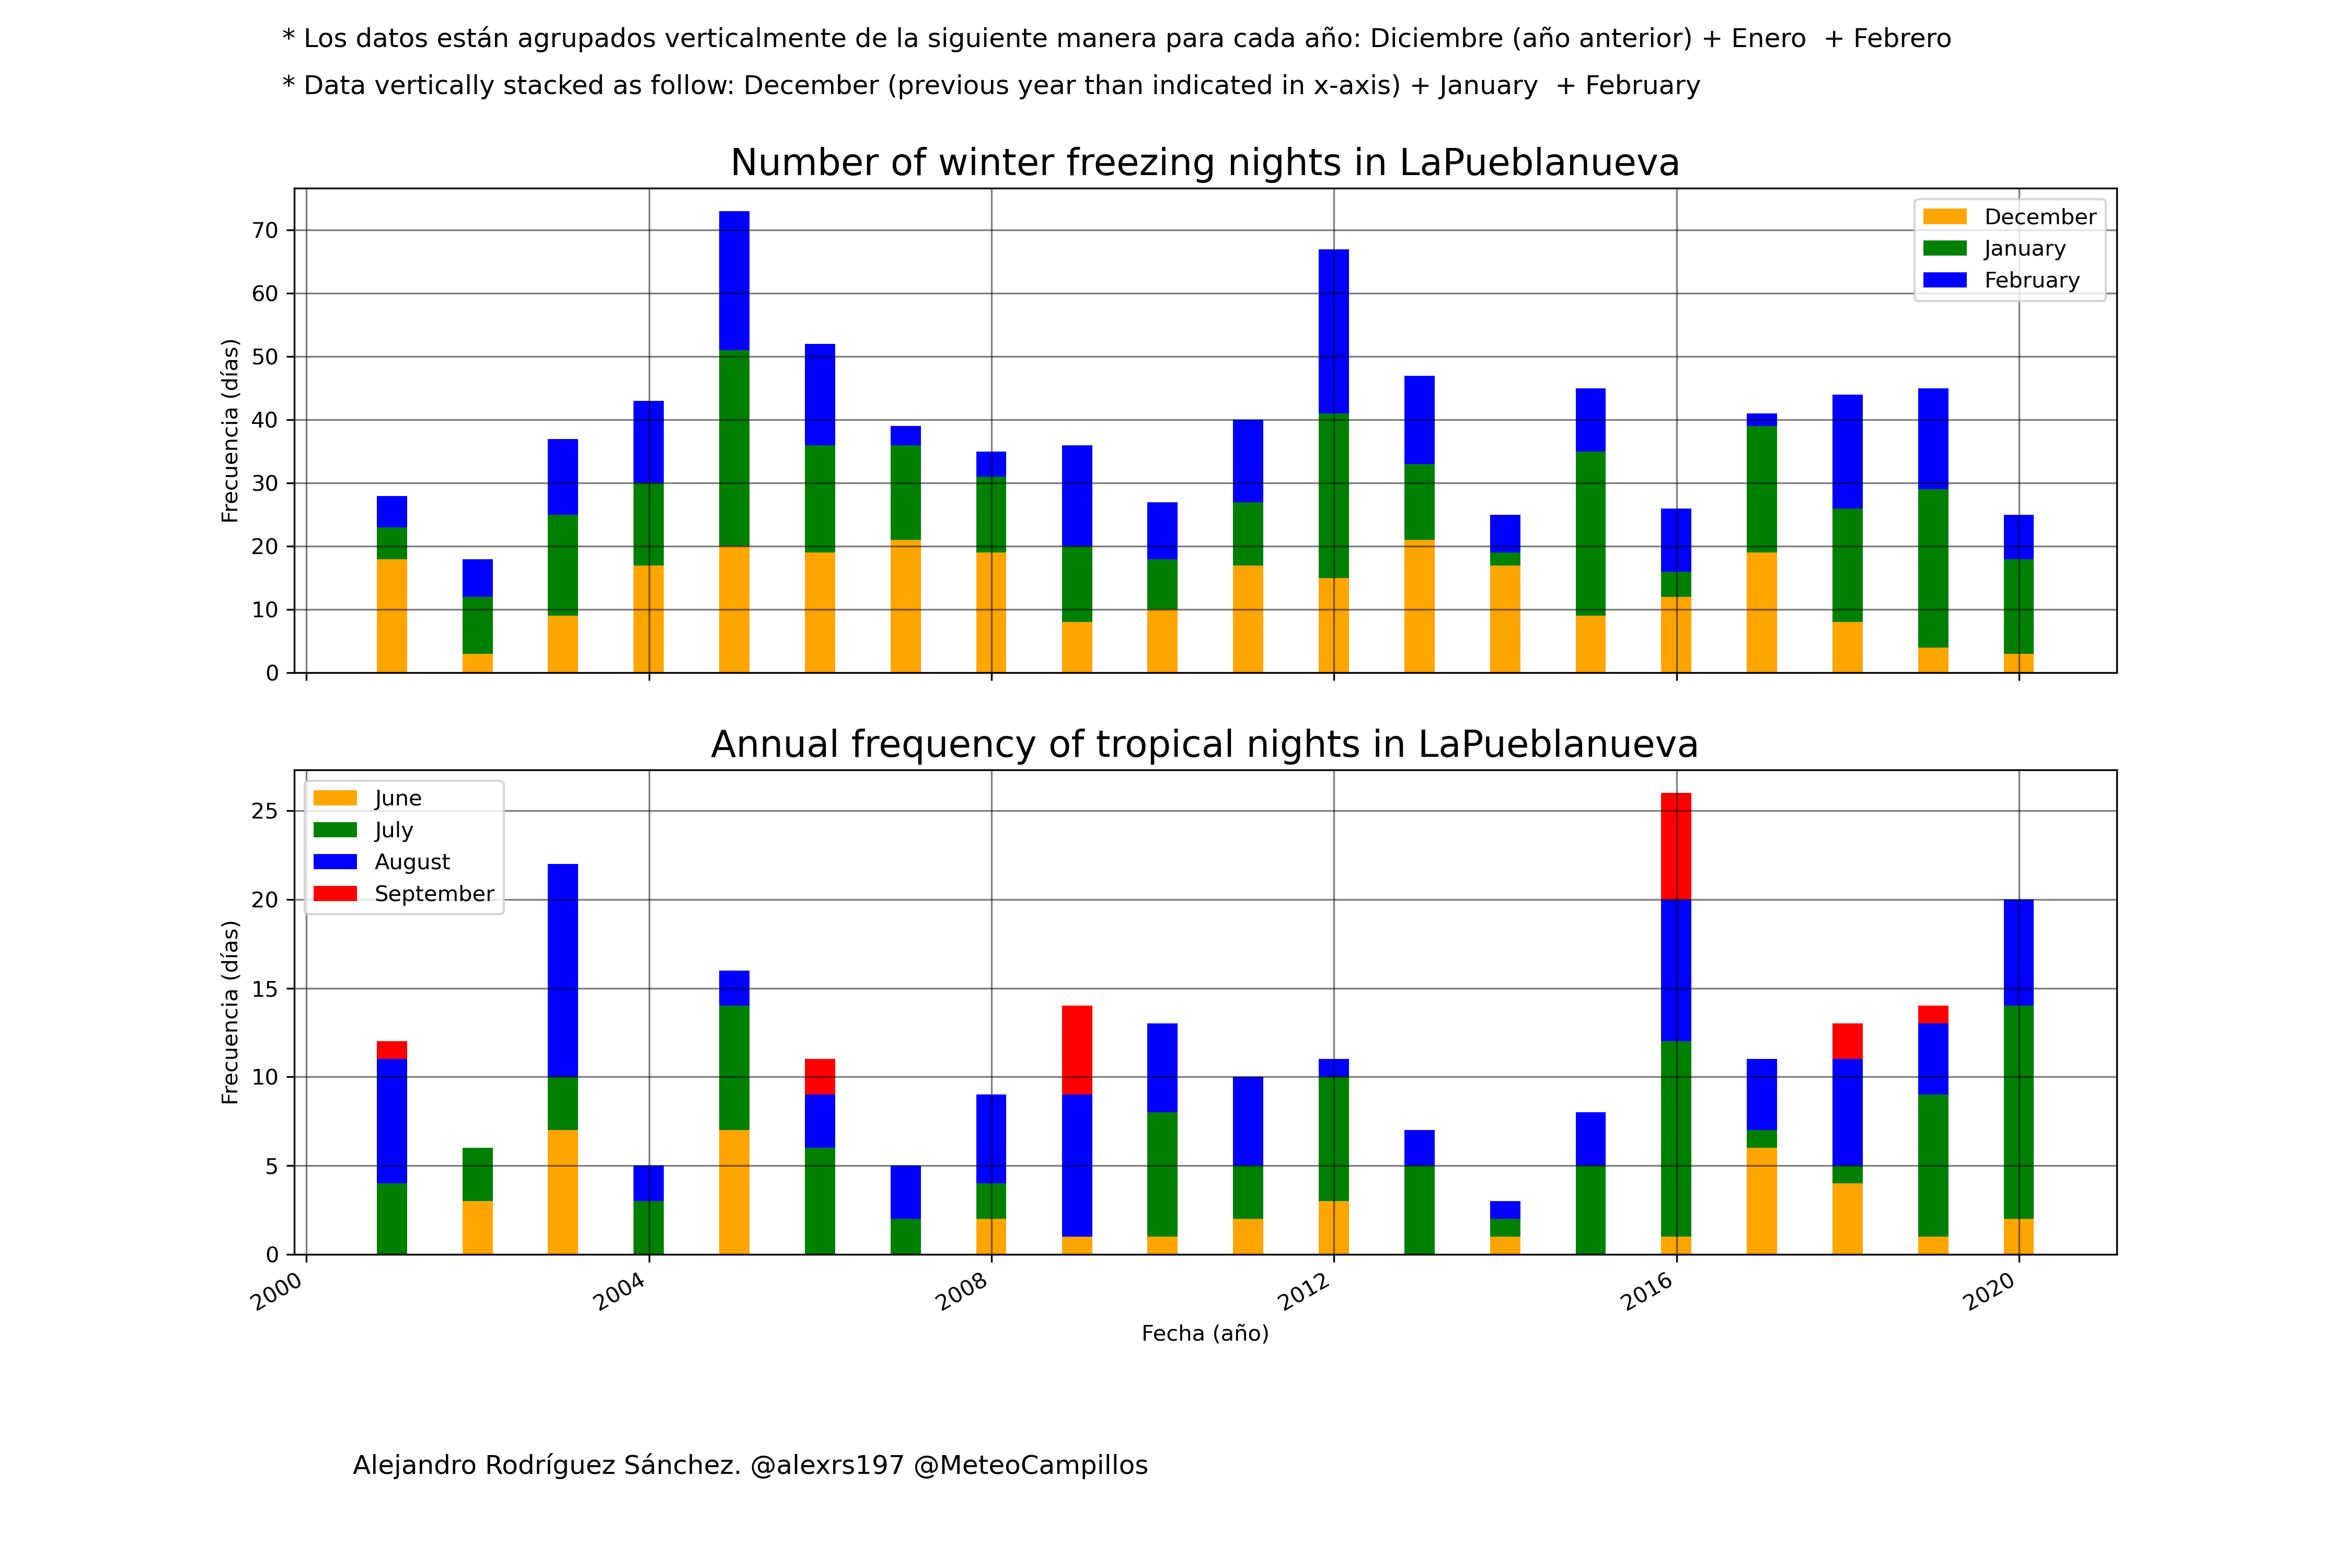 * Los datos están agrupados verticalmente de la siguiente manera para cada año: Diciembre (año anterior) + Enero  + Febrero
* Data vertically stacked as follow: December (previous year than indicated in x-axis) + January  + February
Number of winter freezing nights in LaPueblanueva
Frecuencia (días)
70
60
50
40
30
20
10
0
December
January
February
Annual frequency of tropical nights in LaPueblanueva
Frecuencia (días)
25
20
15
10
5
0
June
July
August
September
2000
2004
2008
2012
2016
2020
Fecha (año)
Alejandro Rodríguez Sánchez. @alexrs197 @MeteoCampillos